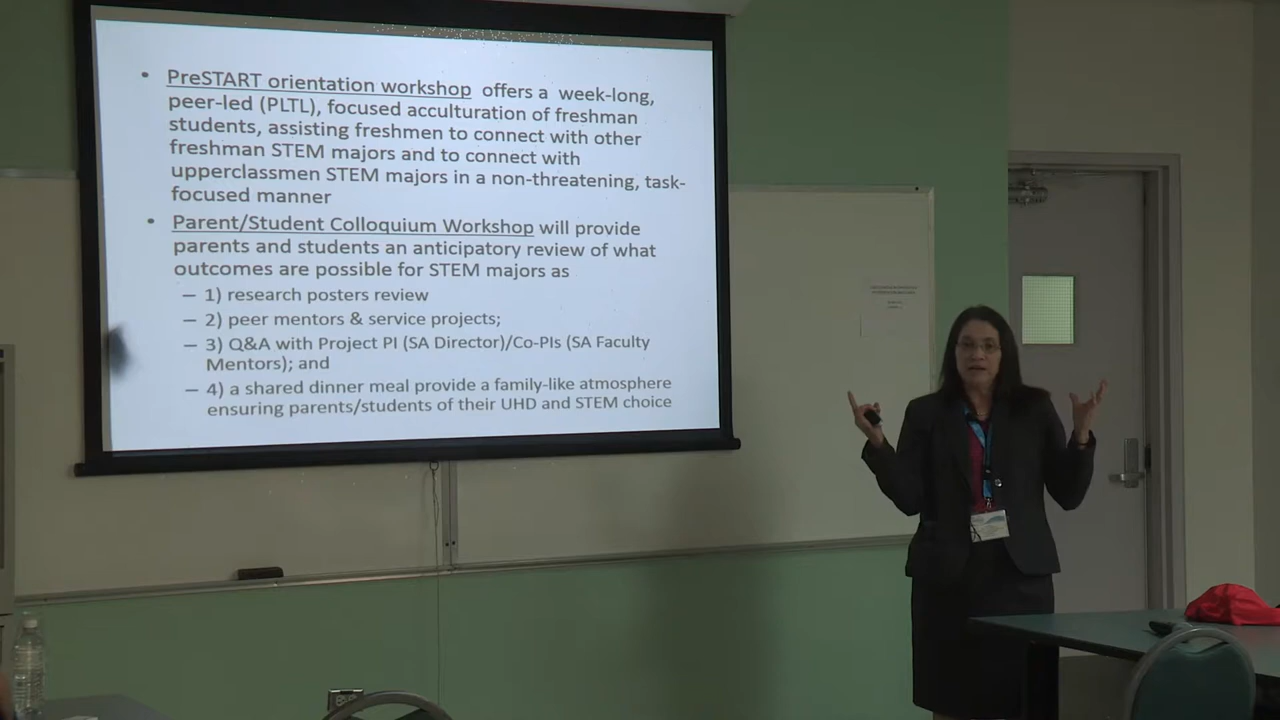 • PreSTART orientation workshop offers a week-long,
peer-led (PLTL), focused acculturation of freshman
students, assisting freshmen to connect with other
freshman STEM majors and to connect with
upperclassmen STEM majors in a non-threatening, task-
focused manner
• Parent/Student Colloquium Workshop will provide
parents and students an anticipatory review of what
outcomes are possible for STEM majors as
– 1) research posters review
– 2) peer mentors & service projects;
– 3) Q&A with Project PI (SA Director)/Co-PIs (SA Faculty
Mentors); and
– 4) a shared dinner meal provide a family-like atmosphere
ensuring parents/students of their UHD and STEM choice